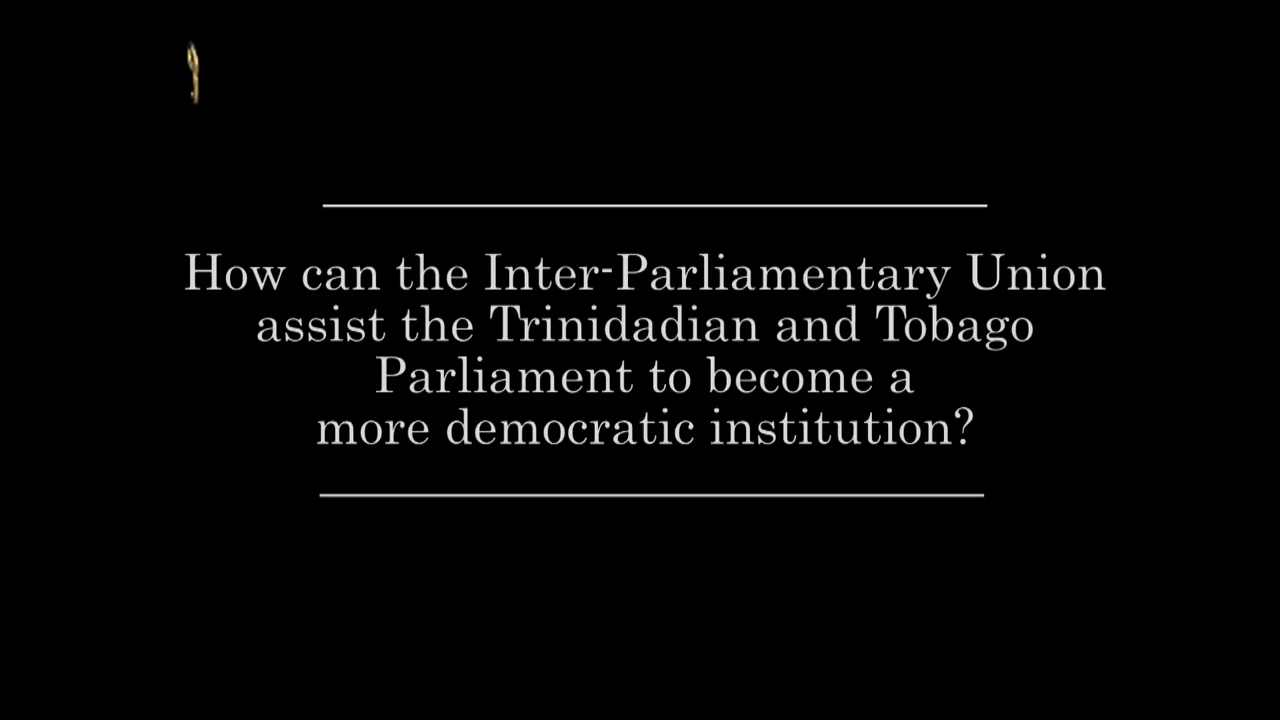 How can the Inter-Parliamentary Union
assist the Trinidadian and Tobago
Parliament to become a
more democratic institution?